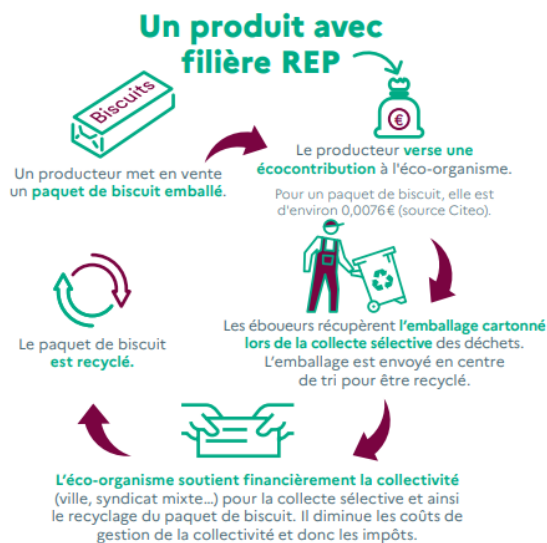 Un produit avec
filière REP
Biscuits
€
Un producteur met en vente
un paquet de biscuit emballé.
Le producteur verse une
écocontribution à l'éco-organisme.
Pour un paquet de biscuit, elle est
d'environ 0,0076 € (source Citeo).
Les éboueurs récupèrent l'emballage cartonné
lors de la collecte sélective des déchets.
L'emballage est envoyé en centre
de tri pour être recyclé.
L'éco-organisme soutient financièrement la collectivité
(ville, syndicat mixte...) pour la collecte sélective et ainsi
le recyclage du paquet de biscuit. Il diminue les coûts de
gestion de la collectivité et donc les impôts.
Le paquet de biscuit
est recyclé.